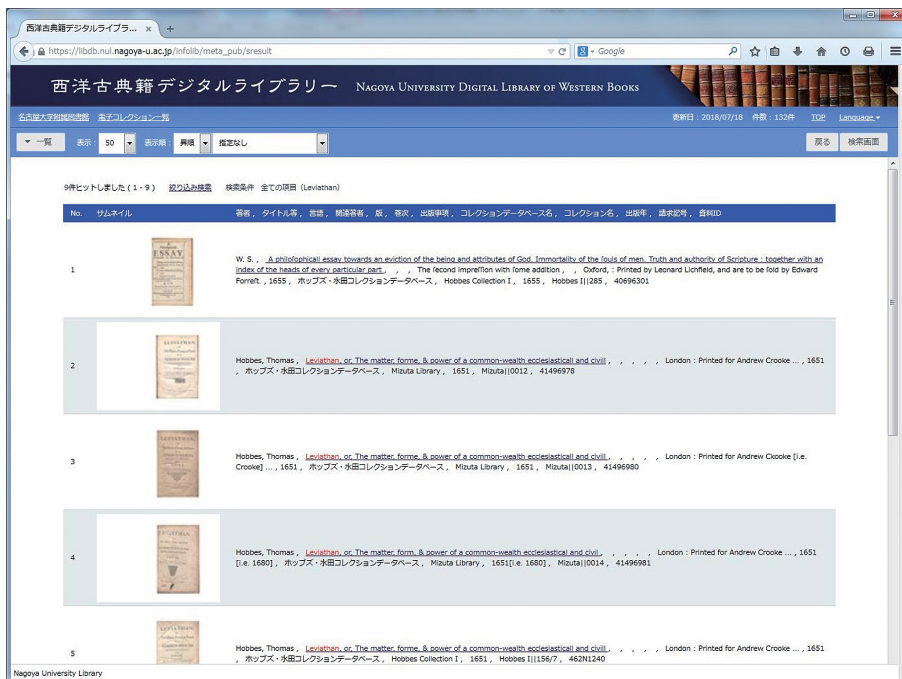 西洋古典籍デジタルライブラ... × +
https://libdb.nul.nagoya-u.ac.jp/infolib/meta_pub/sresult
Google
西洋古典籍デジタルライブラリー NAGOYA UNIVERSITY DIGITAL LIBRARY OF WESTERN BOOKS
名古屋大学附属図書館 電子コレクション一覧 更新日:2018/07/18 件数:132件 TOP Language
一覧 表示: 50 表示順: 昇順 指定なし 戻る 検索画面
9件ヒットしました ( 1 - 9 ) 絞り込み検索 検索条件 全ての項目 (Leviathan)
No. サムネイル 著者, タイトル等, 言語, 関連著者, 版, 巻次, 出版事項, コレクションデータベース名, コレクション名, 出版年, 請求記号, 資料ID
1
ESSAY
W. S. , A philoſophicall essay towards an eviction of the being and attributes of God. Immortality of the ſouls of men. Truth and authority of Scripture : together with an
index of the heads of every particular part , , , The ſecond impreſſion with ſome addition , , Oxford, : Printed by Leonard Lichfield, and are to be ſold by Edward
Forreſt. , 1655 , ホッブズ・水田コレクションデータベース , Hobbes Collection I , 1655 , Hobbes I||285 , 40696301
2
LEVIATHAN
Hobbes, Thomas , Leviathan, or, The matter, forme, & power of a common-wealth ecclesiasticall and civill , , , , , London : Printed for Andrew Crooke ... , 1651
, ホッブズ・水田コレクションデータベース , Mizuta Library , 1651 , Mizuta||0012 , 41496978
3
LEVIATHAN
Hobbes, Thomas , Leviathan, or, The matter, forme, & power of a common-wealth ecclesiasticall and civill , , , , , London : Printed for Andrew Ckooke [i.e.
Crooke] ... , 1651 , ホッブズ・水田コレクションデータベース , Mizuta Library , 1651 , Mizuta||0013 , 41496980
4
LEVIATHAN
Hobbes, Thomas , Leviathan, or, The matter, form, & power of a common-wealth ecclesiastical and civil , , , , , London : Printed for Andrew Crooke ... , 1651
[i.e. 1680] , ホッブズ・水田コレクションデータベース , Mizuta Library , 1651[i.e. 1680] , Mizuta||0014 , 41496981
5
LEVIATHAN
Hobbes, Thomas , Leviathan, or, The matter, forme, & power of a common-wealth ecclesiasticall and civill , , , , , London : Printed for Andrew Crooke ... , 1651
, ホッブズ・水田コレクションデータベース , Hobbes Collection I , 1651 , Hobbes I||156/7 , 462N1240
Nagoya University Library